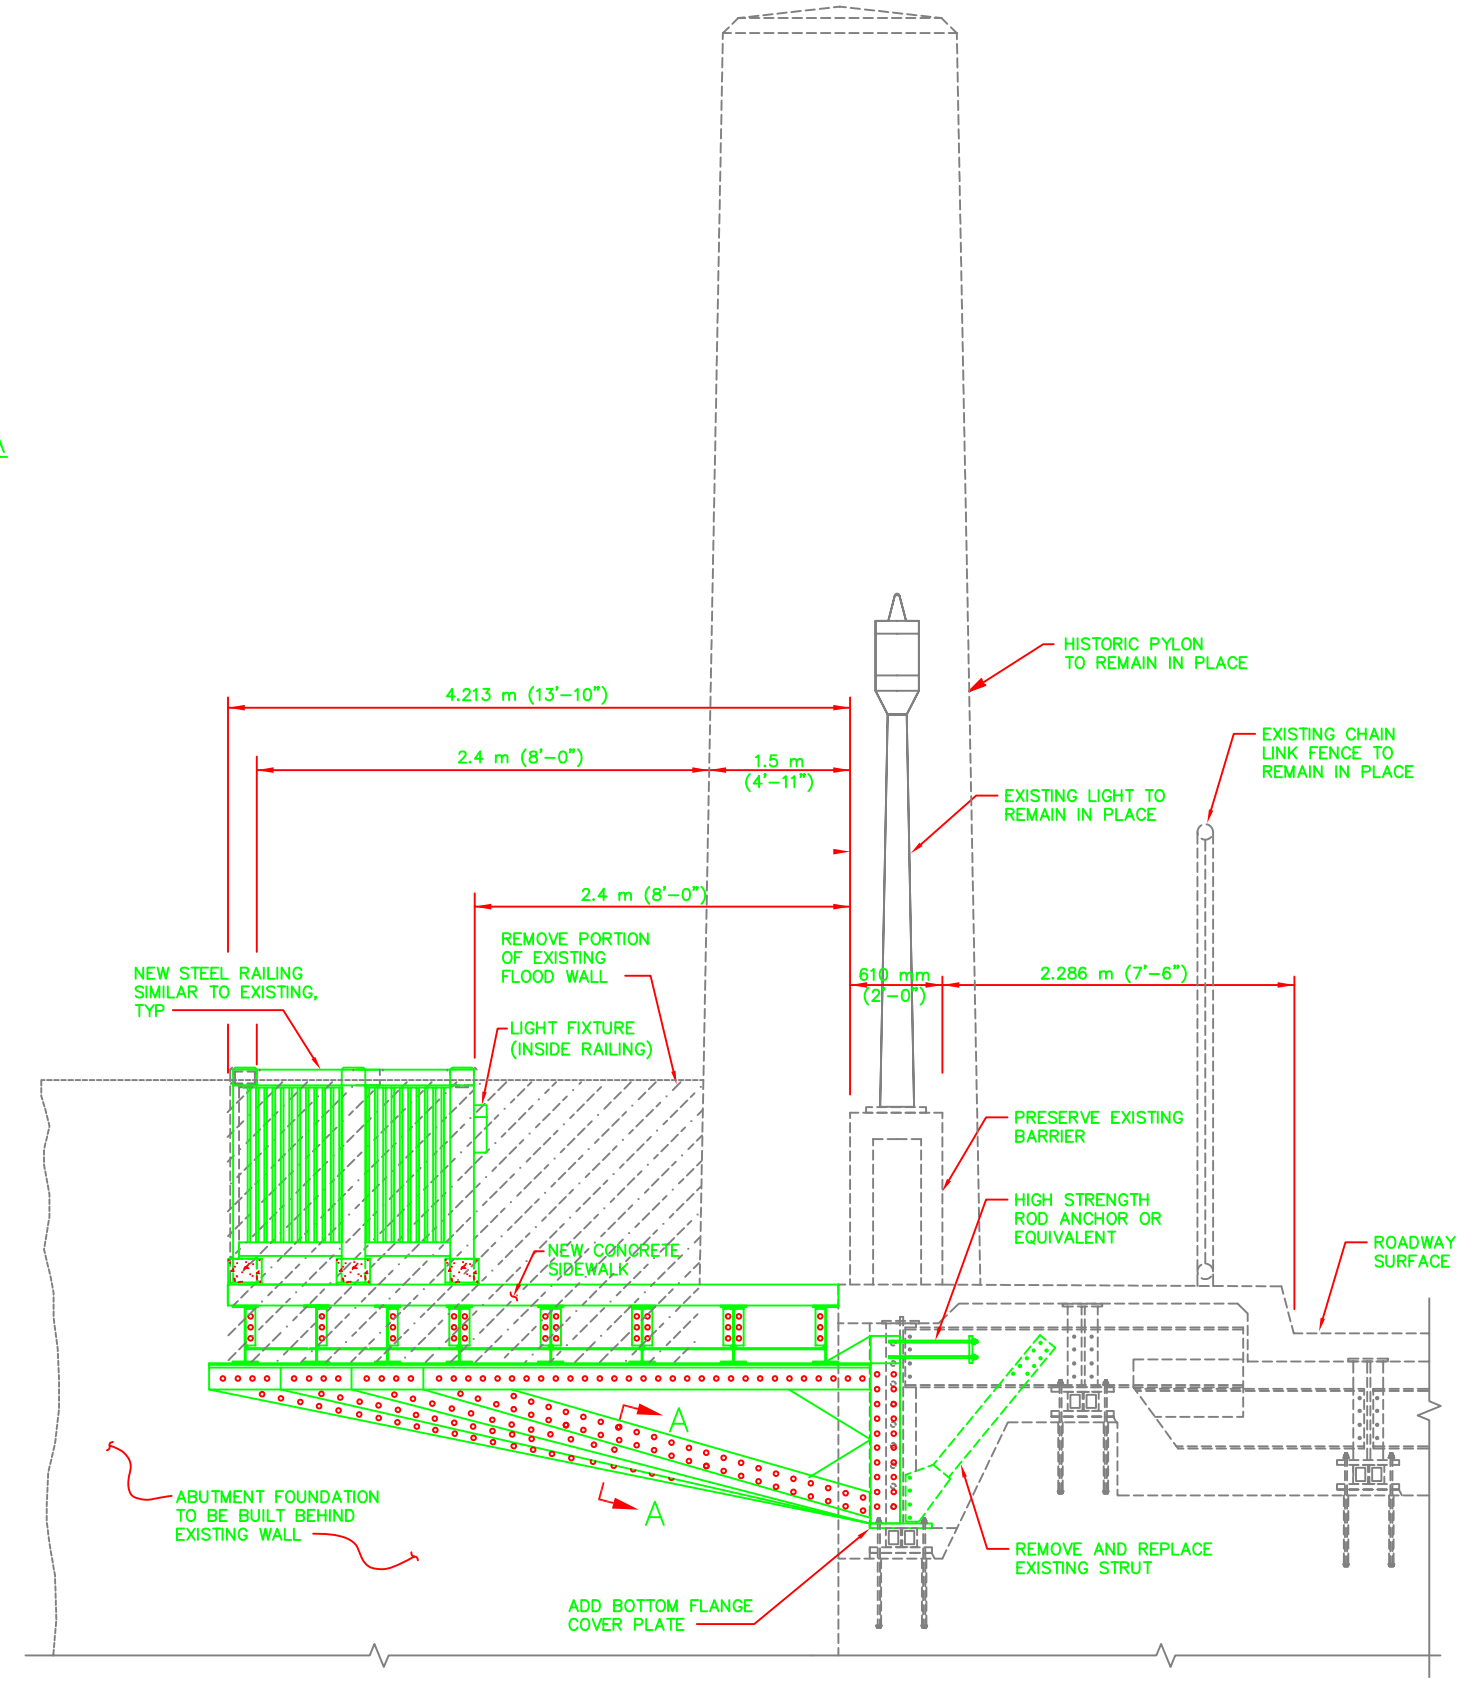 A
HISTORIC PYLON
TO REMAIN IN PLACE
4.213 m (13'-10")
EXISTING CHAIN
LINK FENCE TO
REMAIN IN PLACE
2.4 m (8'-0")
1.5 m
(4'-11")
EXISTING LIGHT TO
REMAIN IN PLACE
2.4 m (8'-0")
REMOVE PORTION
OF EXISTING
FLOOD WALL
NEW STEEL RAILING
SIMILAR TO EXISTING,
TYP
610 mm
(2'-0")
2.286 m (7'-6")
LIGHT FIXTURE
(INSIDE RAILING)
PRESERVE EXISTING
BARRIER
HIGH STRENGTH
ROD ANCHOR OR
EQUIVALENT
NEW CONCRETE
SIDEWALK
ROADWAY
SURFACE
A
A
ABUTMENT FOUNDATION
TO BE BUILT BEHIND
EXISTING WALL
REMOVE AND REPLACE
EXISTING STRUT
ADD BOTTOM FLANGE
COVER PLATE